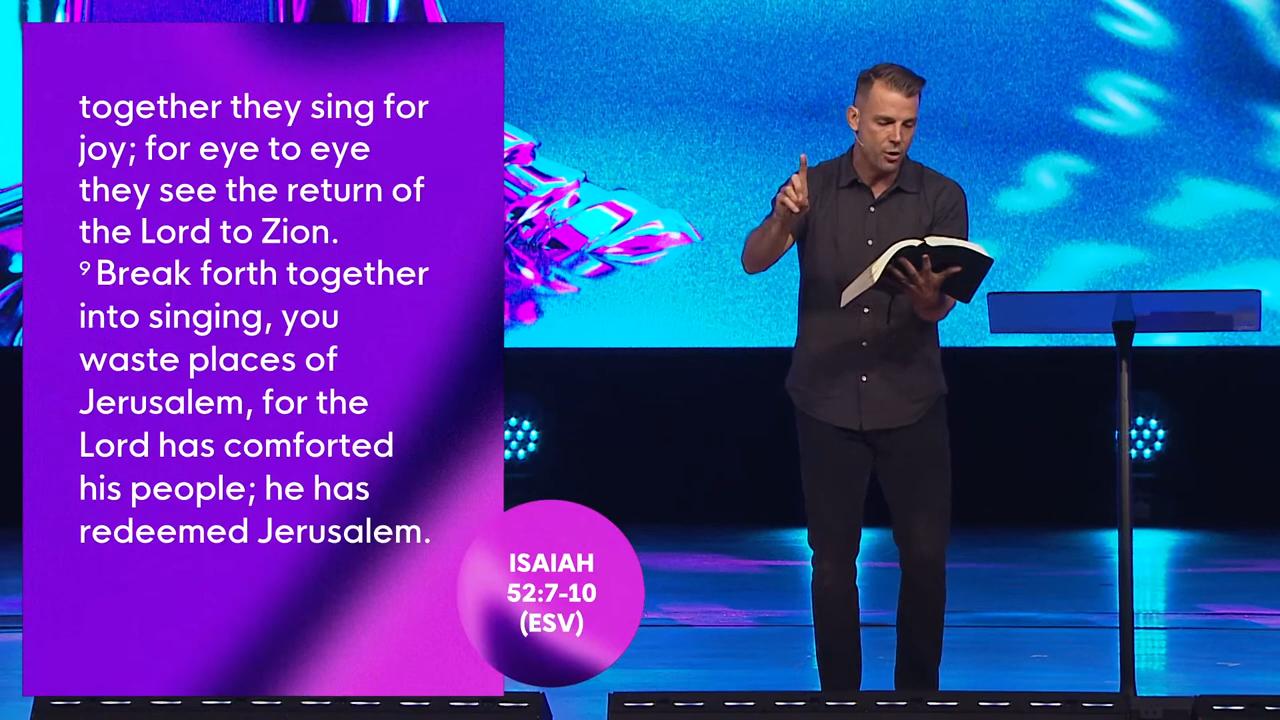 together they sing for
joy; for eye to eye
they see the return of
the Lord to Zion.
⁹ Break forth together
into singing, you
waste places of
Jerusalem, for the
Lord has comforted
his people; he has
redeemed Jerusalem.
ISAIAH
52:7-10
(ESV)